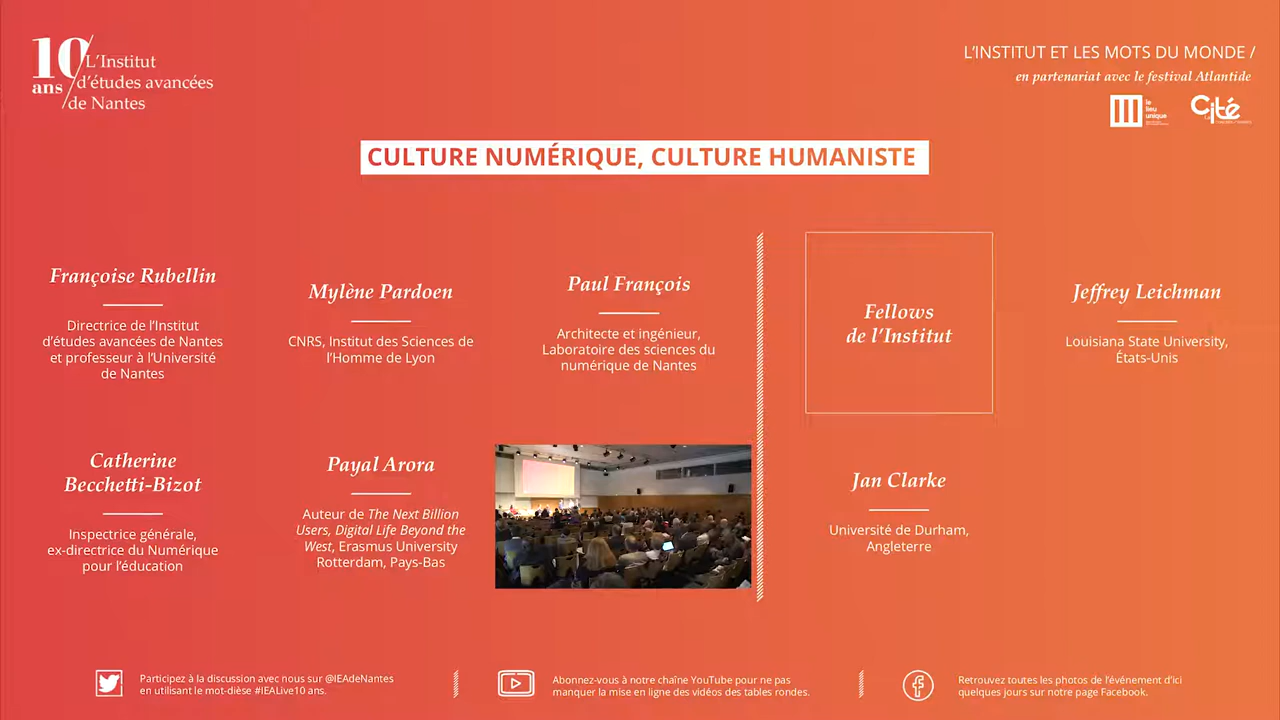 10 ans
L'Institut
d'études avancées
de Nantes
L'INSTITUT ET LES MOTS DU MONDE /
en partenariat avec le festival Atlantide
le
lieu
unique
Cité
CULTURE NUMÉRIQUE, CULTURE HUMANISTE
Françoise Rubellin
Directrice de l'Institut
d'études avancées de Nantes
et professeur à l'Université
de Nantes
Mylène Pardoen
CNRS, Institut des Sciences de
l'Homme de Lyon
Paul François
Architecte et ingénieur,
Laboratoire des sciences du
numérique de Nantes
Fellows
de l'Institut
Jeffrey Leichman
Louisiana State University,
États-Unis
Catherine
Becchetti-Bizot
Inspectrice générale,
ex-directrice du Numérique
pour l'éducation
Payal Arora
Auteur de The Next Billion
Users, Digital Life Beyond the
West, Erasmus University
Rotterdam, Pays-Bas
Jan Clarke
Université de Durham,
Angleterre
Participez à la discussion avec nous sur @IEAdeNantes
en utilisant le mot-dièse #IEALive10 ans.
Abonnez-vous à notre chaîne YouTube pour ne pas
manquer la mise en ligne des vidéos des tables rondes.
Retrouvez toutes les photos de l'événement d'ici
quelques jours sur notre page Facebook.